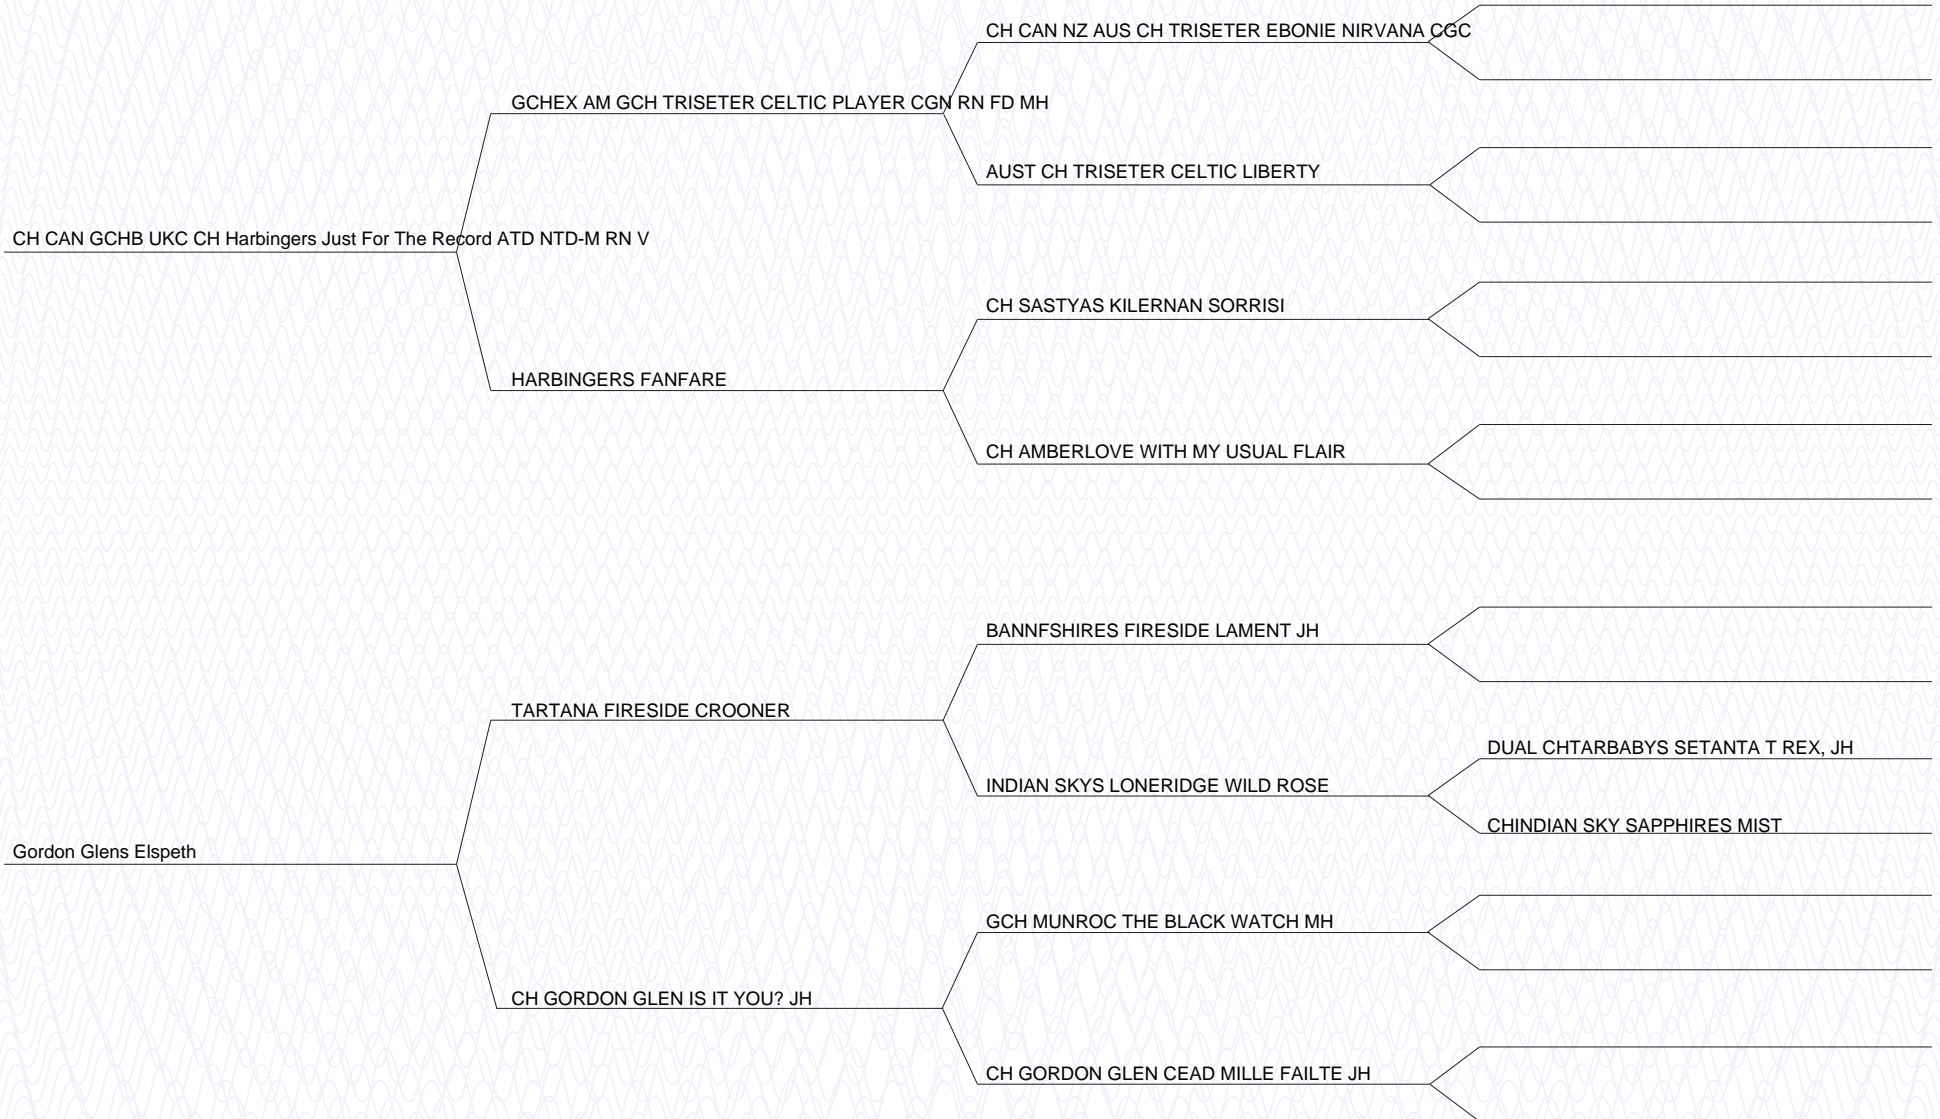 CH CAN NZ AUS CH TRISETER EBONIE NIRVANA CGC
GCHEX AM GCH TRISETER CELTIC PLAYER CGN RN FD MH
AUST CH TRISETER CELTIC LIBERTY
CH CAN GCHB UKC CH Harbingers Just For The Record ATD NTD-M RN V
CH SASTYAS KILERNAN SORRISI
HARBINGERS FANFARE
CH AMBERLOVE WITH MY USUAL FLAIR
BANNFSHIRES FIRESIDE LAMENT JH
TARTANA FIRESIDE CROONER
DUAL CHTARBABYS SETANTA T REX, JH
INDIAN SKYS LONERIDGE WILD ROSE
CHINDIAN SKY SAPPHIRES MIST
Gordon Glens Elspeth
GCH MUNROC THE BLACK WATCH MH
CH GORDON GLEN IS IT YOU? JH
CH GORDON GLEN CEAD MILLE FAILTE JH